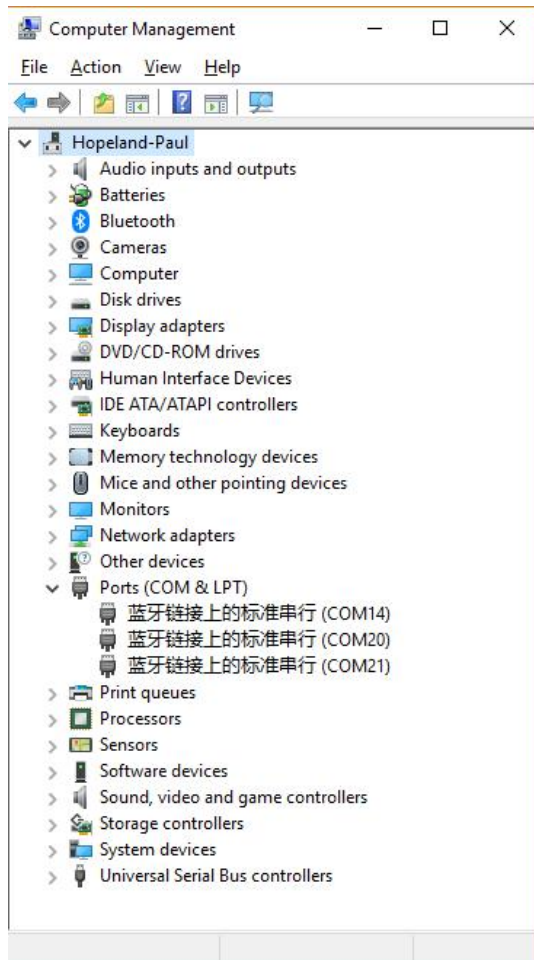 Computer Management
File Action View Help
Hopeland-Paul
Audio inputs and outputs
Batteries
Bluetooth
Cameras
Computer
Disk drives
Display adapters
DVD/CD-ROM drives
Human Interface Devices
IDE ATA/ATAPI controllers
Keyboards
Memory technology devices
Mice and other pointing devices
Monitors
Network adapters
Other devices
Ports (COM & LPT)
蓝牙链接上的标准串行 (COM14)
蓝牙链接上的标准串行 (COM20)
蓝牙链接上的标准串行 (COM21)
Print queues
Processors
Sensors
Software devices
Sound, video and game controllers
Storage controllers
System devices
Universal Serial Bus controllers